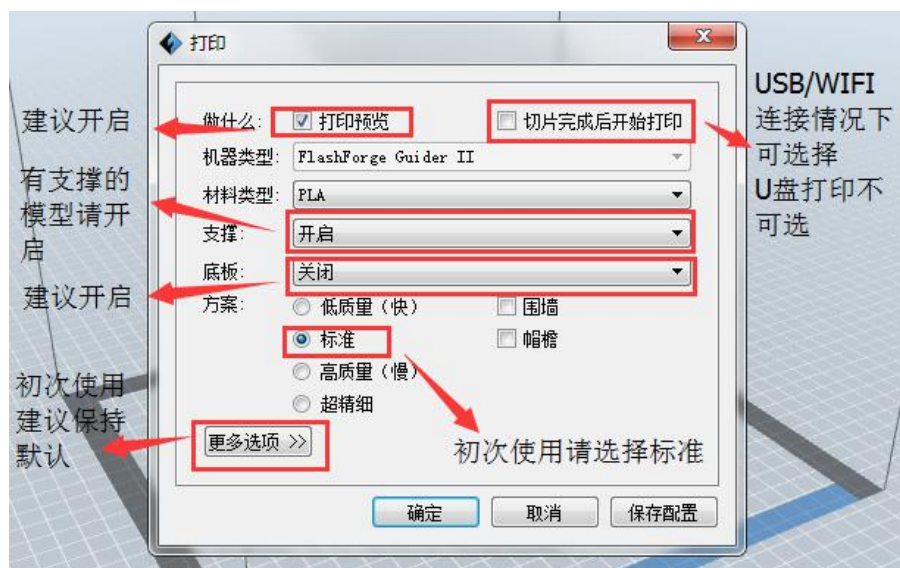 打印
建议开启
有支撑的
模型请开
启
建议开启
初次使用
建议保持
默认
做什么: 打印预览 切片完成后开始打印
机器类型: FlashForge Guider II
材料类型: PLA
支撑: 开启
底板: 关闭
方案: 低质量（快） 围墙
标准 帽檐
高质量（慢）
超精细
更多选项 >>
初次使用请选择标准
确定 取消 保存配置
USB/WIFI
连接情况下
可选择
U盘打印不
可选